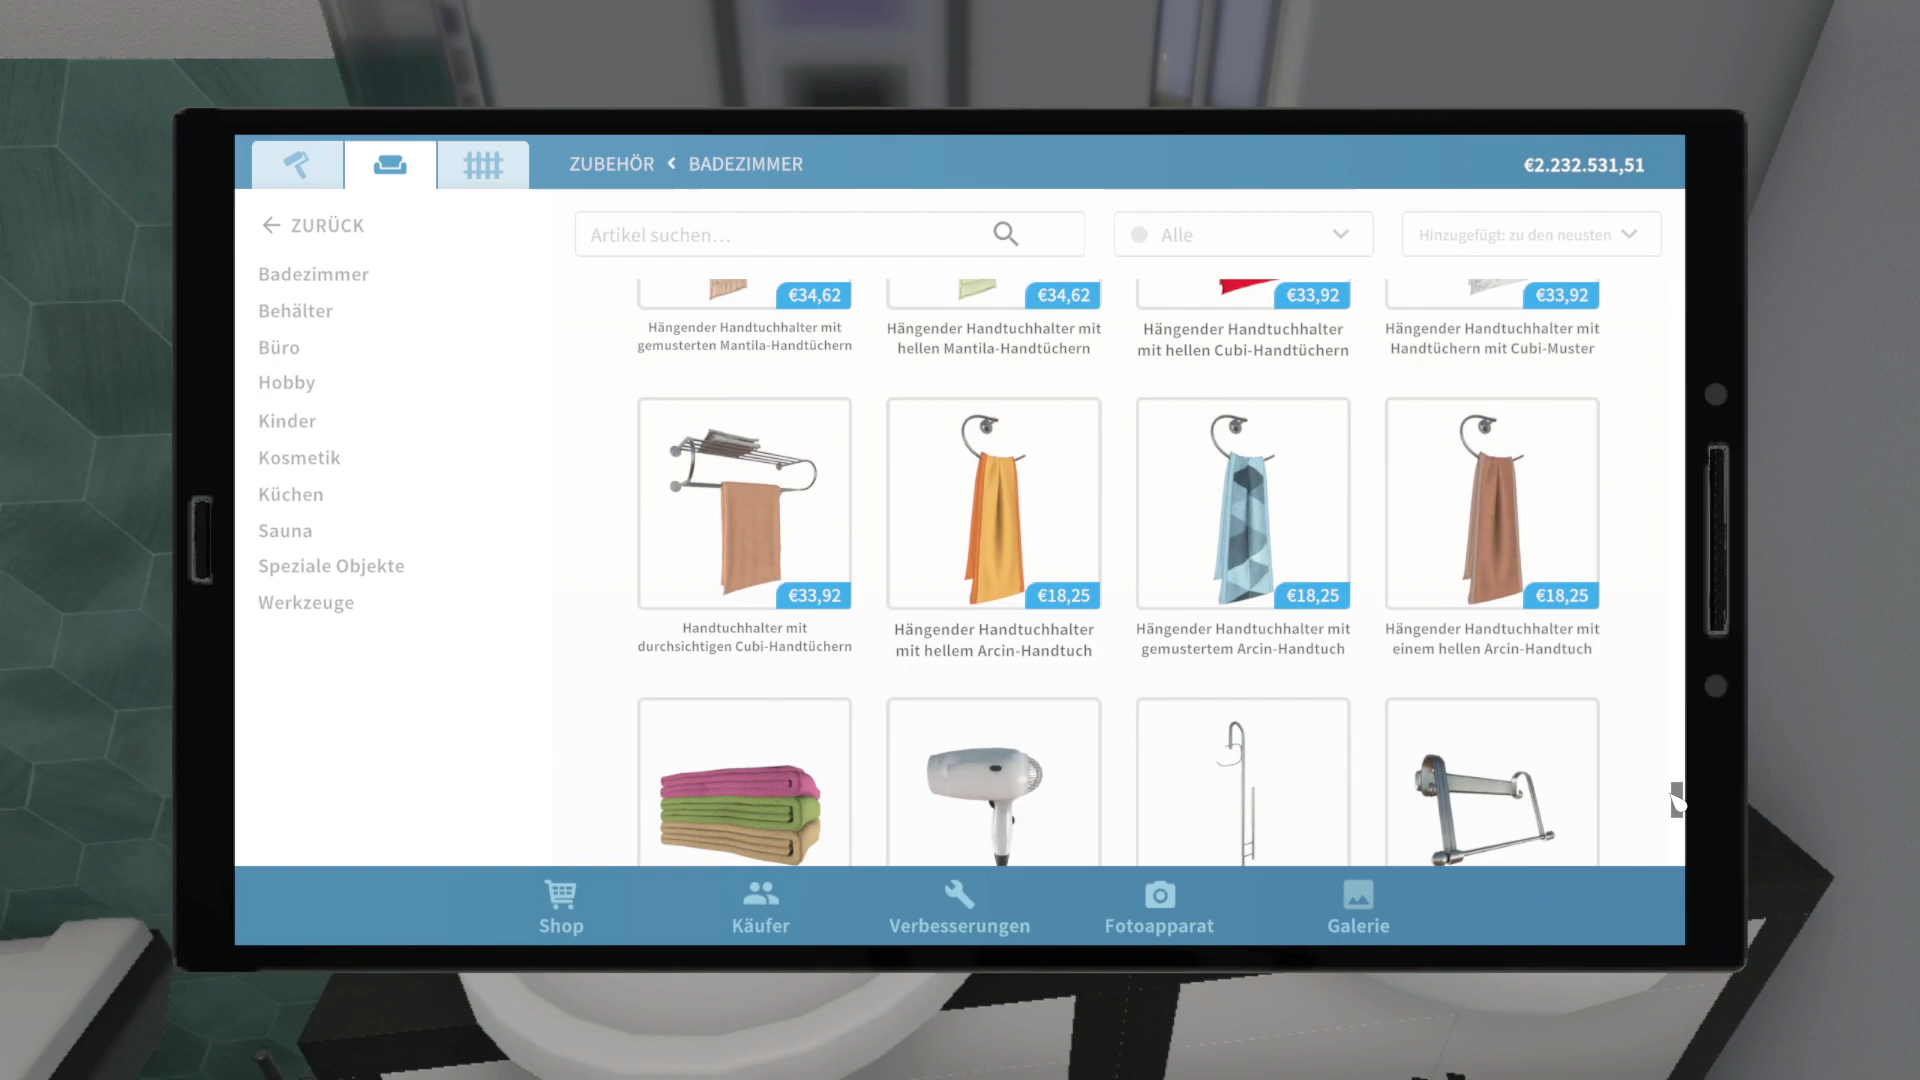 ZUBEHÖR < BADEZIMMER
€2.232.531,51
ZURÜCK
Badezimmer
Behälter
Büro
Hobby
Kinder
Kosmetik
Küchen
Sauna
Speziale Objekte
Werkzeuge
Artikel suchen...
Alle
Hinzugefügt: zu den neusten
€34,62
€34,62
€33,92
€33,92
Hängender Handtuchhalter mit
gemusterten Mantila-Handtüchern
Hängender Handtuchhalter mit
hellen Mantila-Handtüchern
Hängender Handtuchhalter
mit hellen Cubi-Handtüchern
Hängender Handtuchhalter mit
Handtüchern mit Cubi-Muster
€33,92
€18,25
€18,25
€18,25
Handtuchhalter mit
durchsichtigen Cubi-Handtüchern
Hängender Handtuchhalter
mit hellem Arcin-Handtuch
Hängender Handtuchhalter mit
gemustertem Arcin-Handtuch
Hängender Handtuchhalter mit
einem hellen Arcin-Handtuch
Shop
Käufer
Verbesserungen
Fotoapparat
Galerie